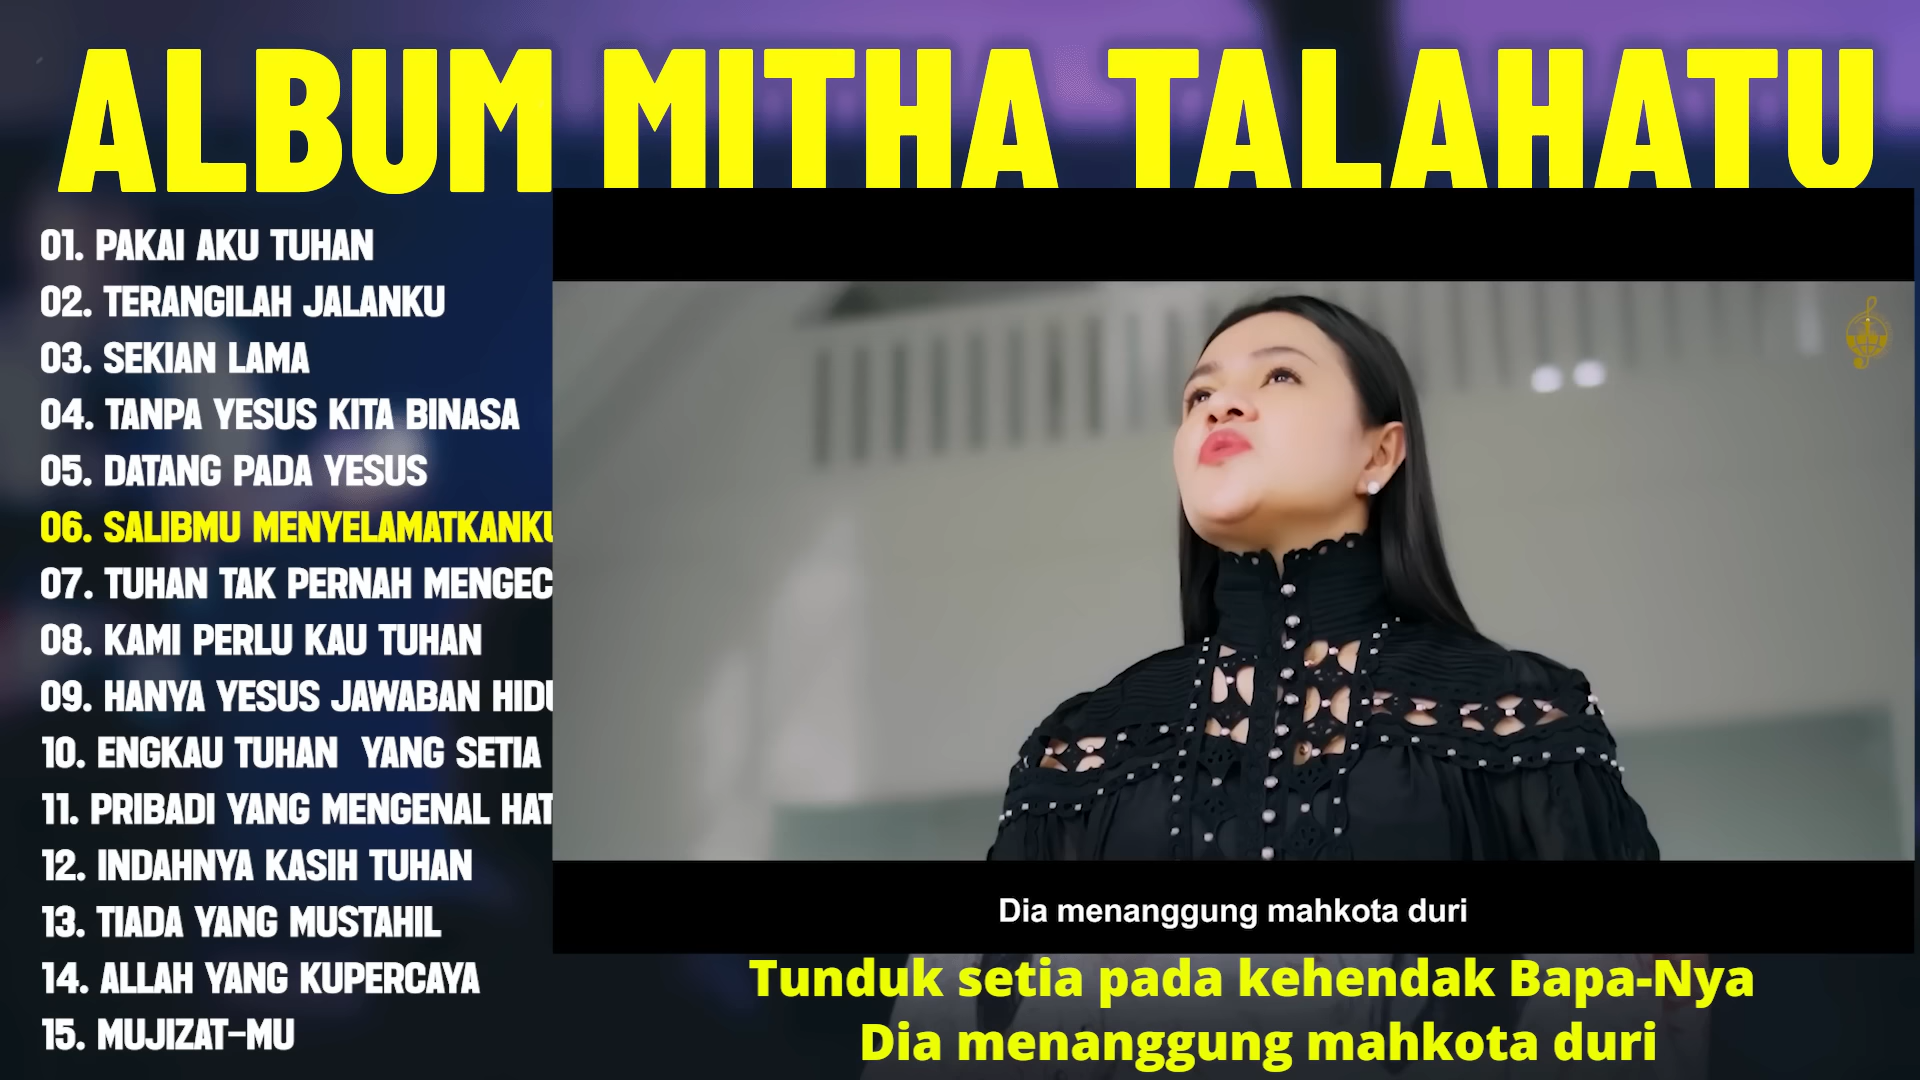 ALBUM MITHA TALAHATU
01. PAKAI AKU TUHAN
02. TERANGILAH JALANKU
03. SEKIAN LAMA
04. TANPA YESUS KITA BINASA
05. DATANG PADA YESUS
06. SALIBMU MENYELAMATKANKU
07. TUHAN TAK PERNAH MENGEC
08. KAMI PERLU KAU TUHAN
09. HANYA YESUS JAWABAN HIDU
10. ENGKAU TUHAN  YANG SETIA
11. PRIBADI YANG MENGENAL HAT
12. INDAHNYA KASIH TUHAN
13. TIADA YANG MUSTAHIL
14. ALLAH YANG KUPERCAYA
15. MUJIZAT-MU
Dia menanggung mahkota duri
Tunduk setia pada kehendak Bapa-Nya
Dia menanggung mahkota duri